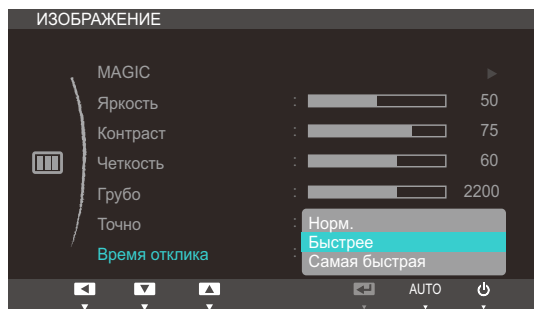 ИЗОБРАЖЕНИЕ
MAGIC
Яркость : 50
Контраст : 75
Четкость : 60
Грубо : 2200
Точно : Норм.
Быстрее
Время отклика : Самая быстрая
AUTO